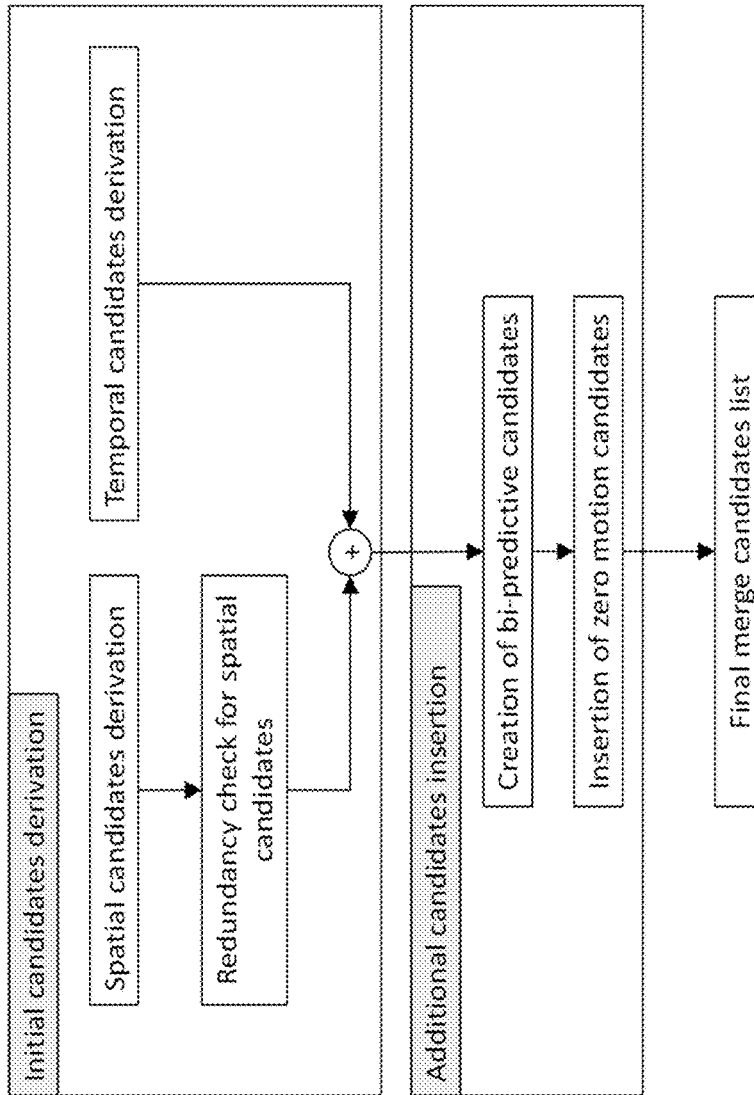 Initial candidates derivation
Spatial candidates derivation
Temporal candidates derivation
Redundancy check for spatial
candidates
+
Additional candidates insertion
Creation of bi-predictive candidates
Insertion of zero motion candidates
Final merge candidates list